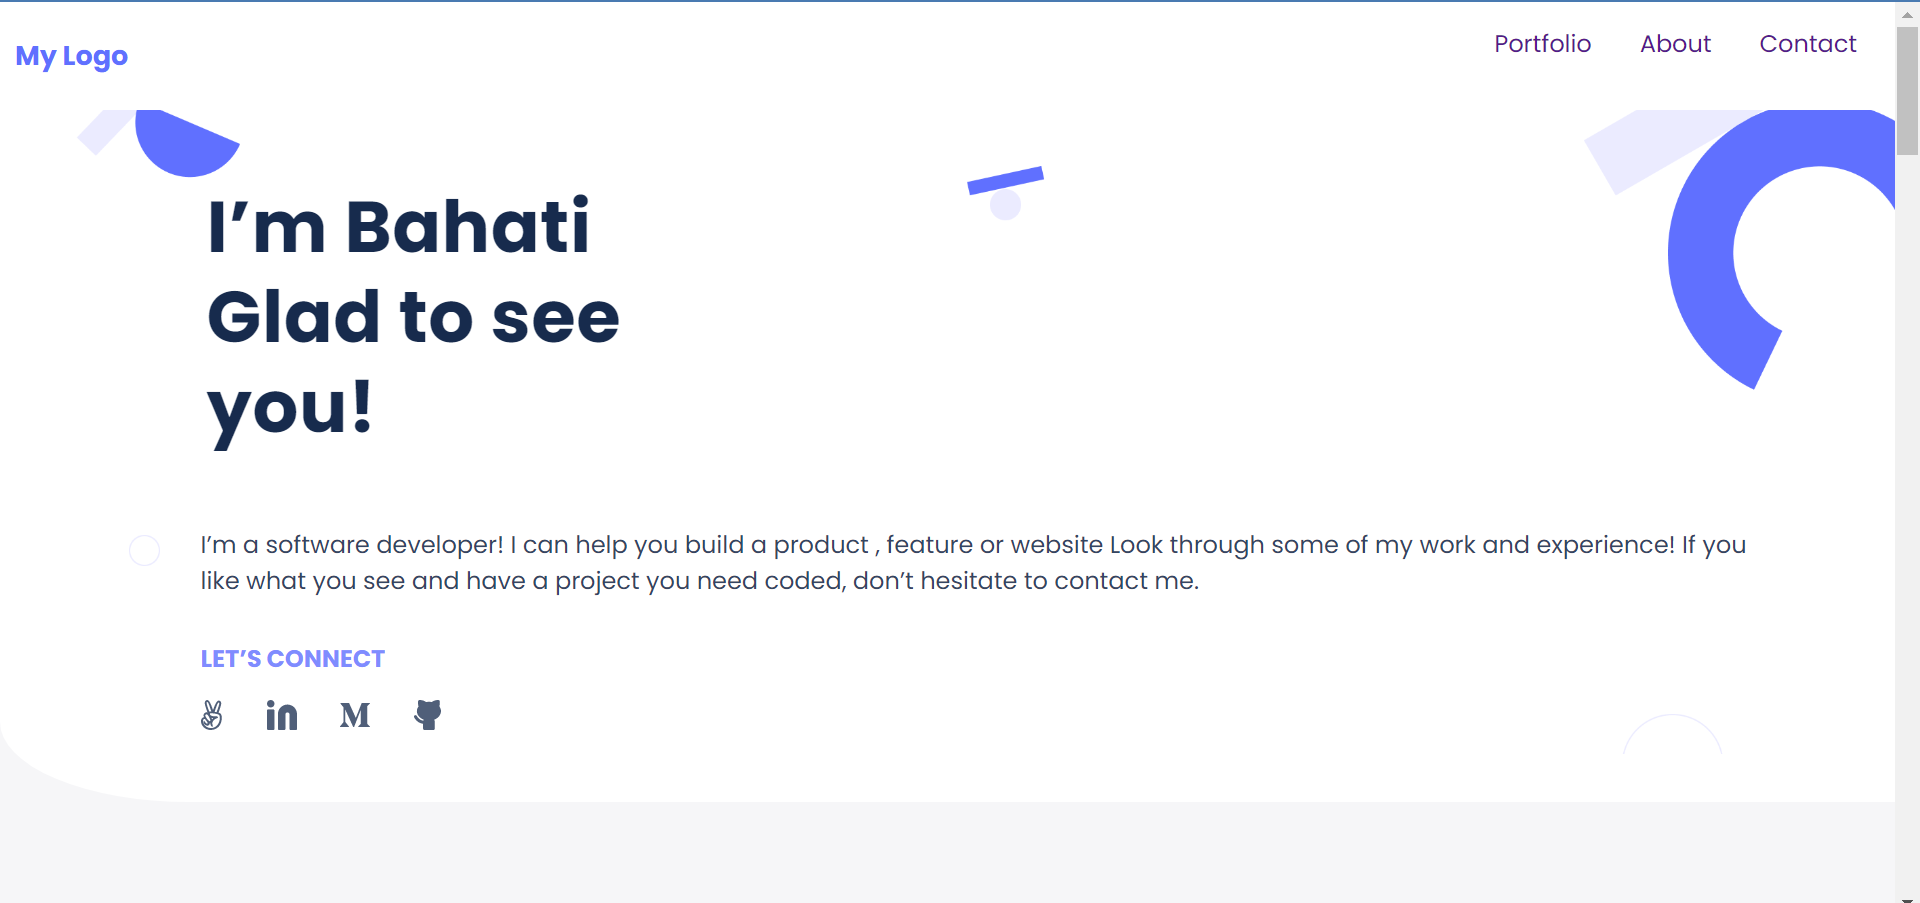 My Logo
Portfolio About Contact
I’m Bahati
Glad to see
you!
I’m a software developer! I can help you build a product , feature or website Look through some of my work and experience! If you
like what you see and have a project you need coded, don’t hesitate to contact me.
LET’S CONNECT